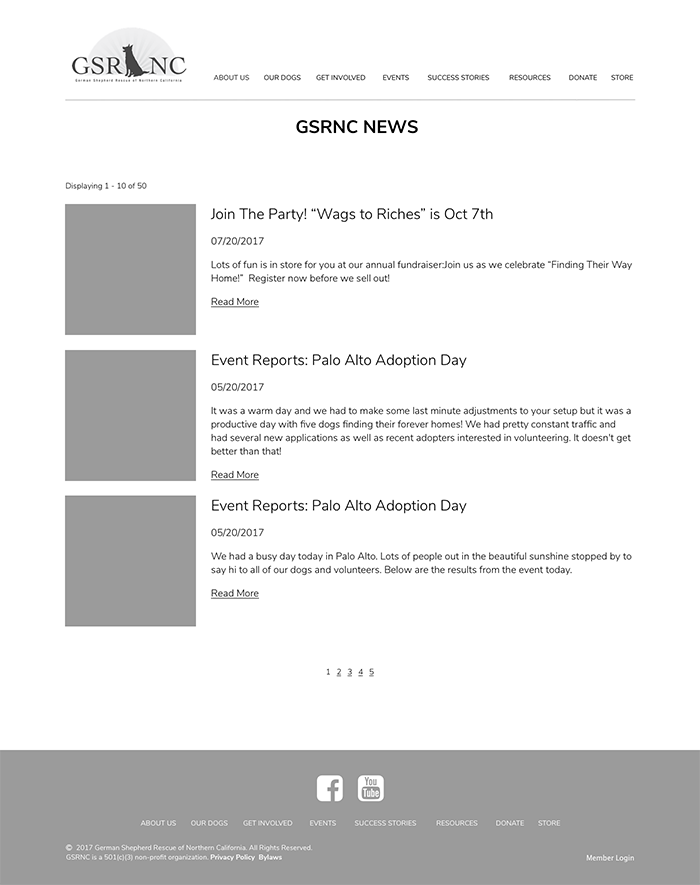 GSR NC
German Shepherd Rescue of Northern California
ABOUT US OUR DOGS GET INVOLVED EVENTS SUCCESS STORIES RESOURCES DONATE STORE
GSRNC NEWS
Displaying 1 - 10 of 50
Join The Party! “Wags to Riches” is Oct 7th
07/20/2017
Lots of fun is in store for you at our annual fundraiser:Join us as we celebrate “Finding Their Way
Home!” Register now before we sell out!
Read More
Event Reports: Palo Alto Adoption Day
05/20/2017
It was a warm day and we had to make some last minute adjustments to your setup but it was a
productive day with five dogs finding their forever homes! We had pretty constant traffic and
had several new applications as well as recent adopters interested in volunteering. It doesn't get
better than that!
Read More
Event Reports: Palo Alto Adoption Day
05/20/2017
We had a busy day today in Palo Alto. Lots of people out in the beautiful sunshine stopped by to
say hi to all of our dogs and volunteers. Below are the results from the event today.
Read More
1 2 3 4 5
You
Tube
ABOUT US OUR DOGS GET INVOLVED EVENTS SUCCESS STORIES RESOURCES DONATE STORE
© 2017 German Shepherd Rescue of Northern California. All Rights Reserved.
GSRNC is a 501(c)(3) non-profit organization. Privacy Policy Bylaws
Member Login